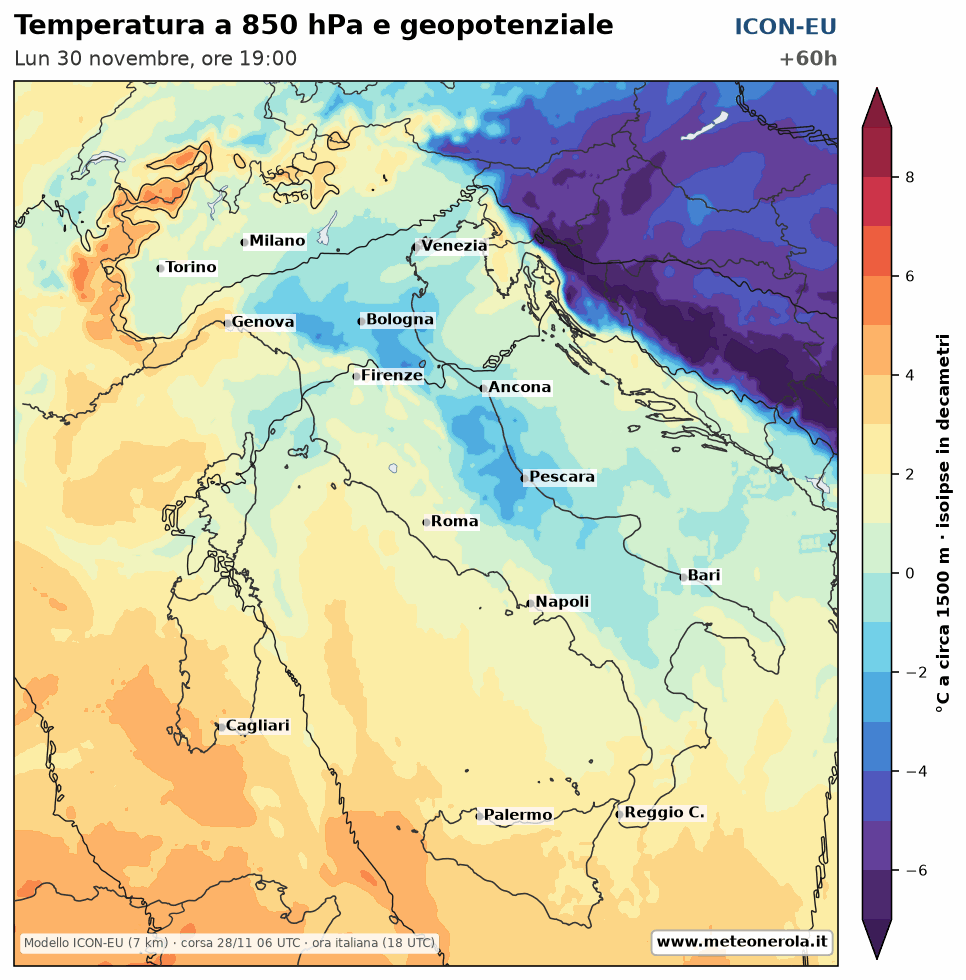 Temperatura a 850 hPa e geopotenziale
ICON-EU
Lun 30 novembre, ore 19:00
+60h
156
Milano
Venezia
Torino
Genova
Bologna
Firenze
Ancona
Pescara
Roma
Bari
Napoli
Cagliari
Palermo
Reggio C.
8
6
4
2
0
−2
−4
−6
°C a circa 1500 m · isoipse in decametri
Modello ICON-EU (7 km) · corsa 28/11 06 UTC · ora italiana (18 UTC)
www.meteonerola.it